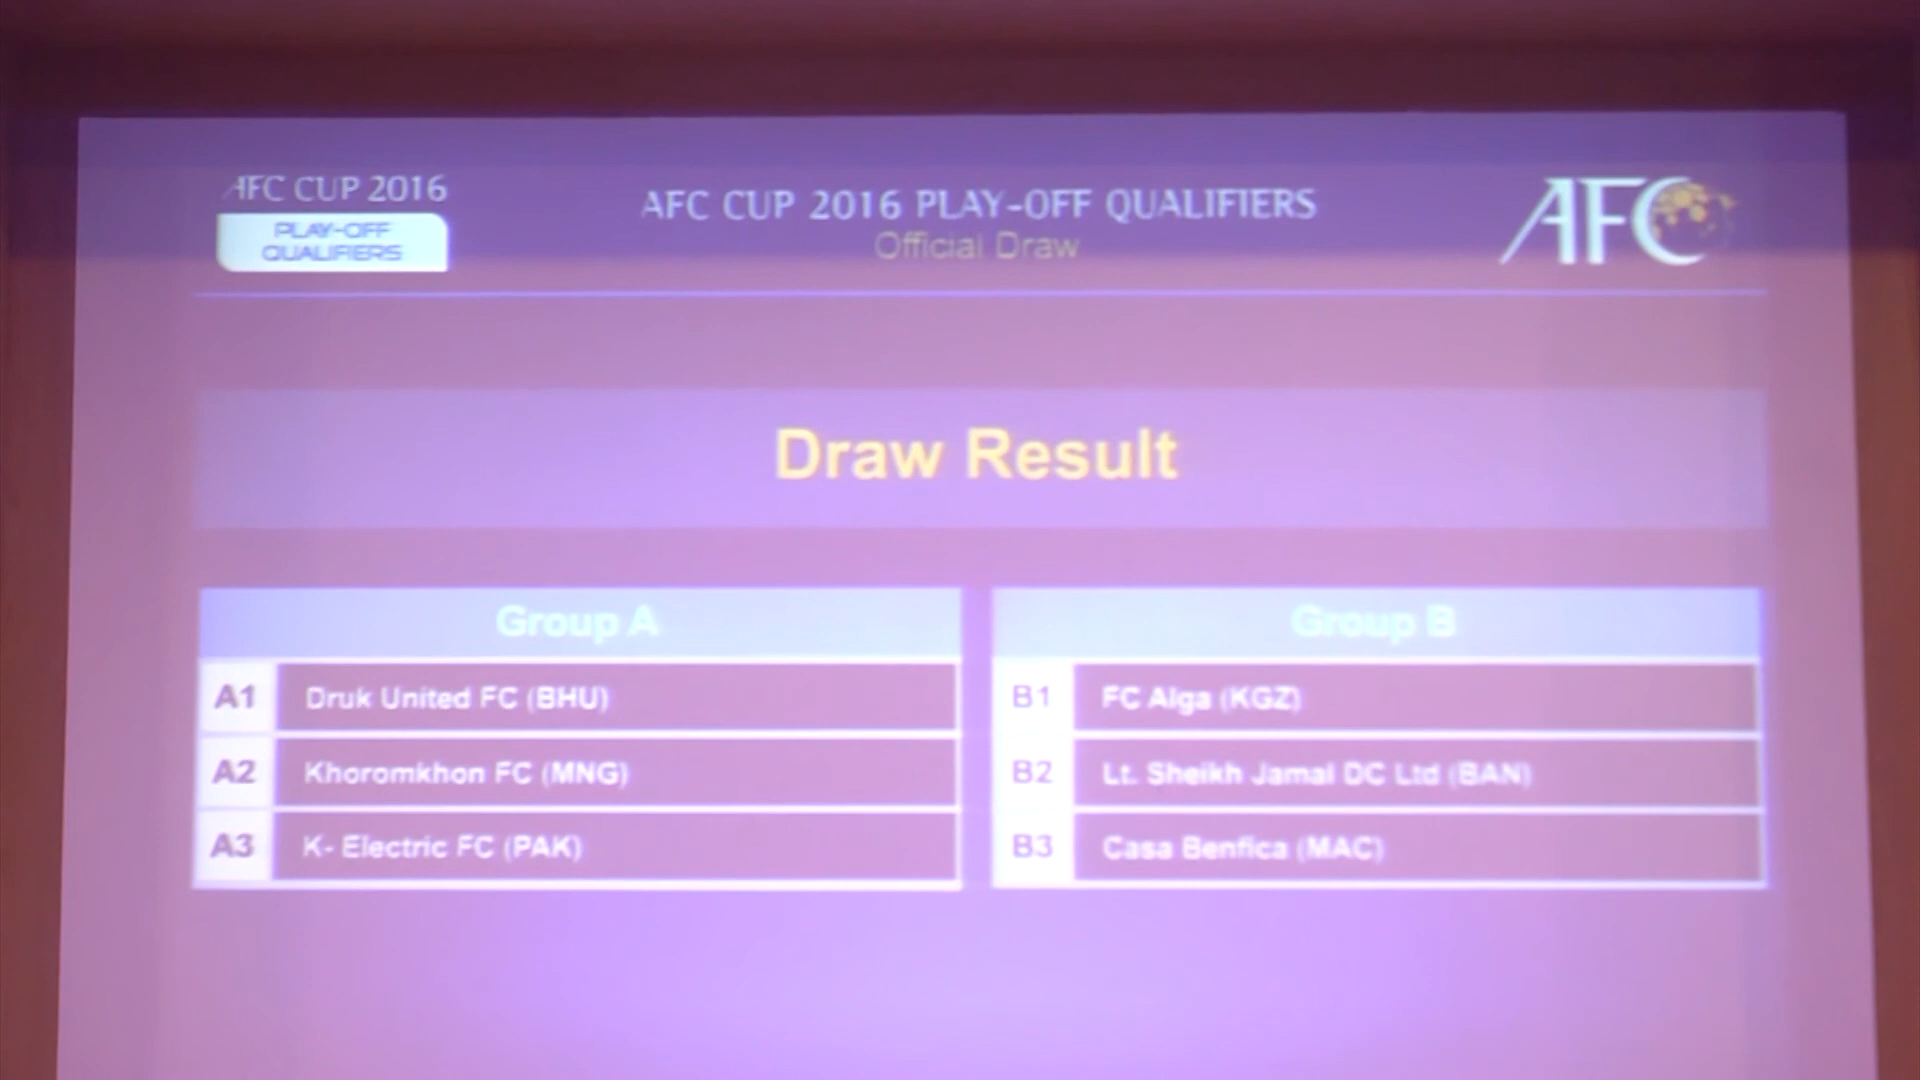 AFC CUP 2016
PLAY-OFF
QUALIFIERS
AFC CUP 2016 PLAY-OFF QUALIFIERS
Official Draw
AFC
Draw Result
Group A
A1 Druk United FC (BHU)
A2 Khoromkhon FC (MNG)
A3 K- Electric FC (PAK)
Group B
B1 FC Alga (KGZ)
B2 Lt. Sheikh Jamal DC Ltd (BAN)
B3 Casa Benfica (MAC)